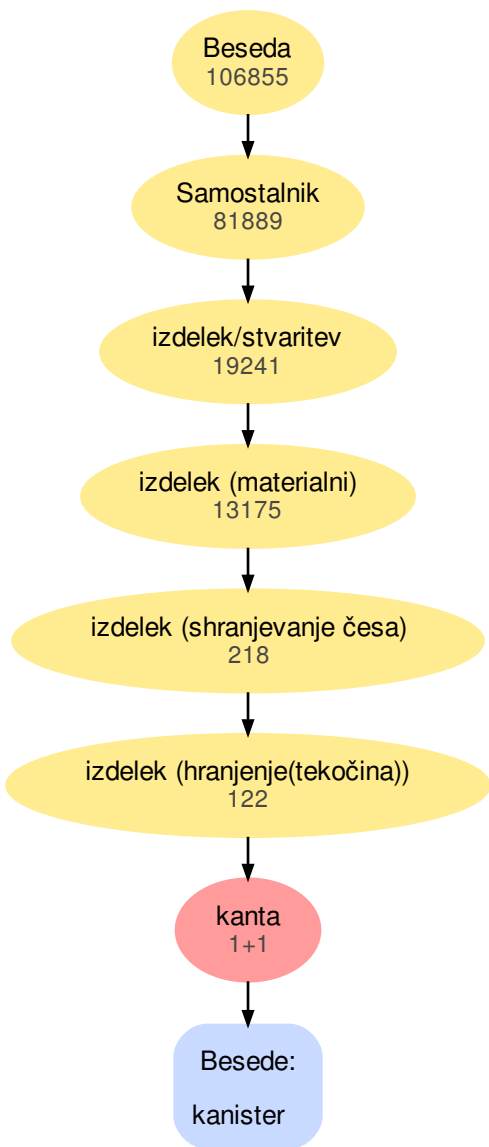 Beseda
106855
Samostalnik
81889
izdelek/stvaritev
19241
izdelek (materialni)
13175
izdelek (shranjevanje česa)
218
izdelek (hranjenje(tekočina))
122
kanta
1+1
Besede:
kanister